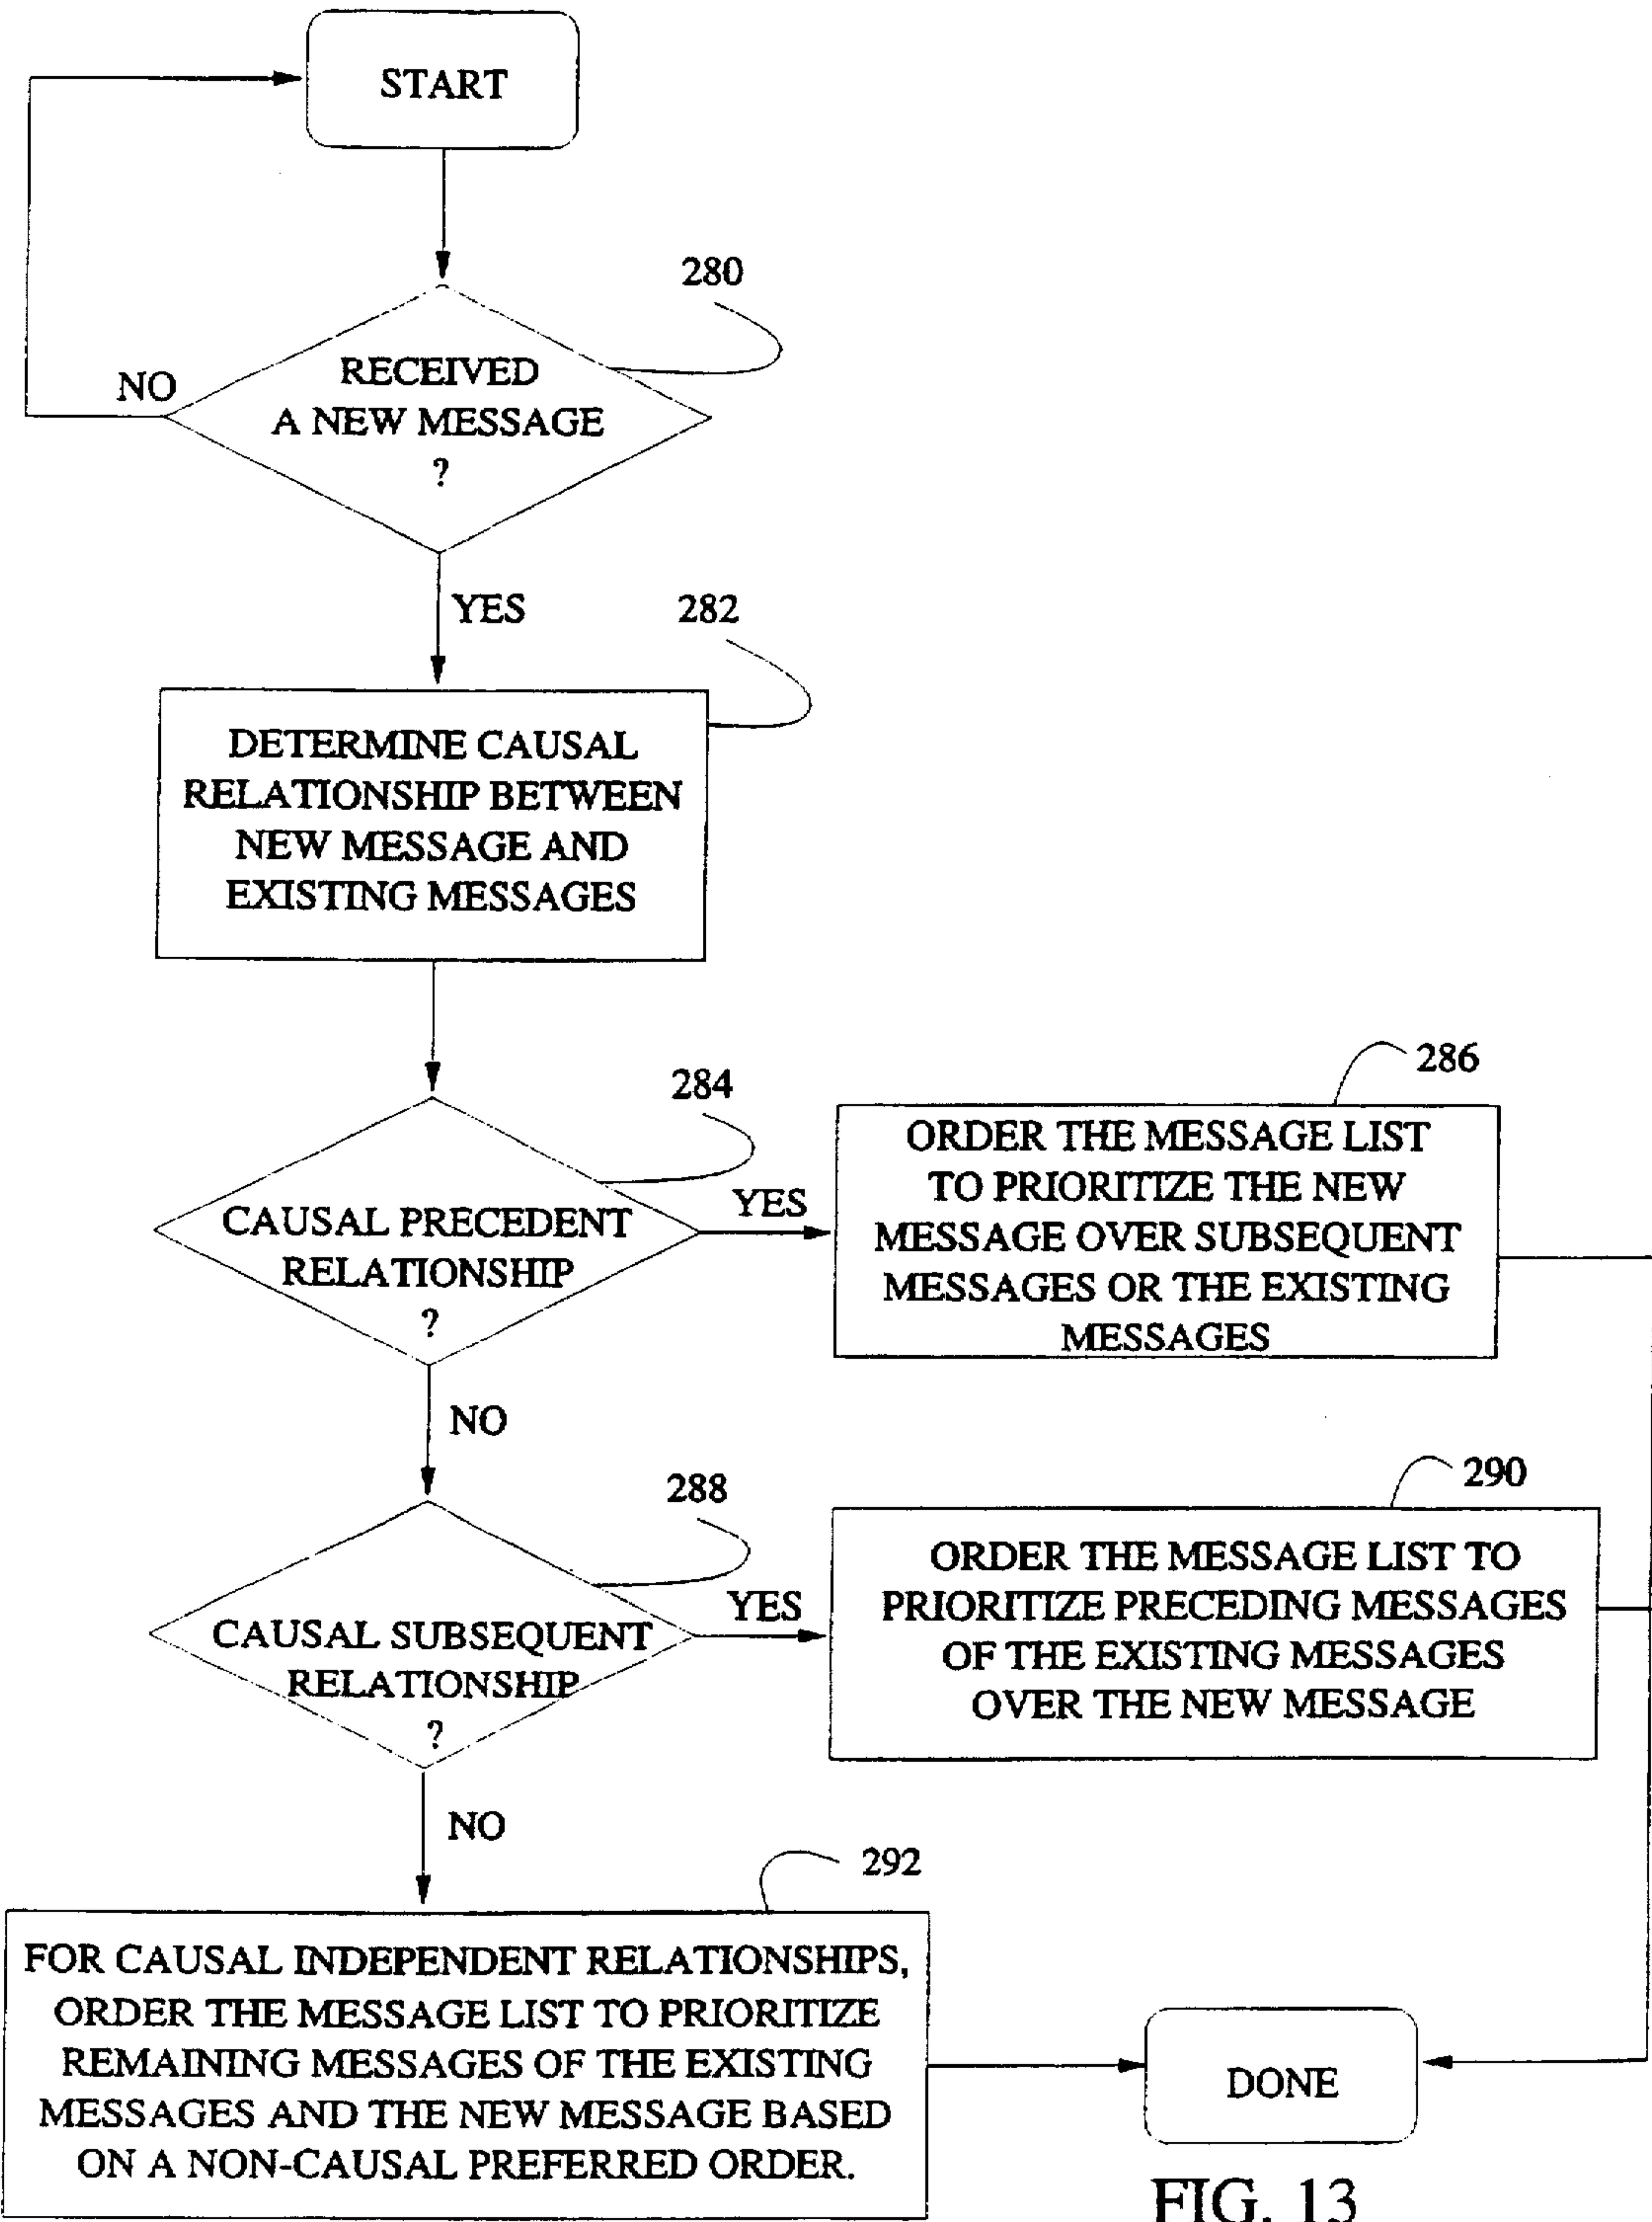 START
280
RECEIVED
A NEW MESSAGE
?
NO
YES
282
DETERMINE CAUSAL
RELATIONSHIP BETWEEN
NEW MESSAGE AND
EXISTING MESSAGES
284
CAUSAL PRECEDENT
RELATIONSHIP
?
YES
286
ORDER THE MESSAGE LIST
TO PRIORITIZE THE NEW
MESSAGE OVER SUBSEQUENT
MESSAGES OR THE EXISTING
MESSAGES
NO
288
CAUSAL SUBSEQUENT
RELATIONSHIP
?
YES
290
ORDER THE MESSAGE LIST TO
PRIORITIZE PRECEDING MESSAGES
OF THE EXISTING MESSAGES
OVER THE NEW MESSAGE
NO
292
FOR CAUSAL INDEPENDENT RELATIONSHIPS,
ORDER THE MESSAGE LIST TO PRIORITIZE
REMAINING MESSAGES OF THE EXISTING
MESSAGES AND THE NEW MESSAGE BASED
ON A NON-CAUSAL PREFERRED ORDER.
DONE
FIG. 13